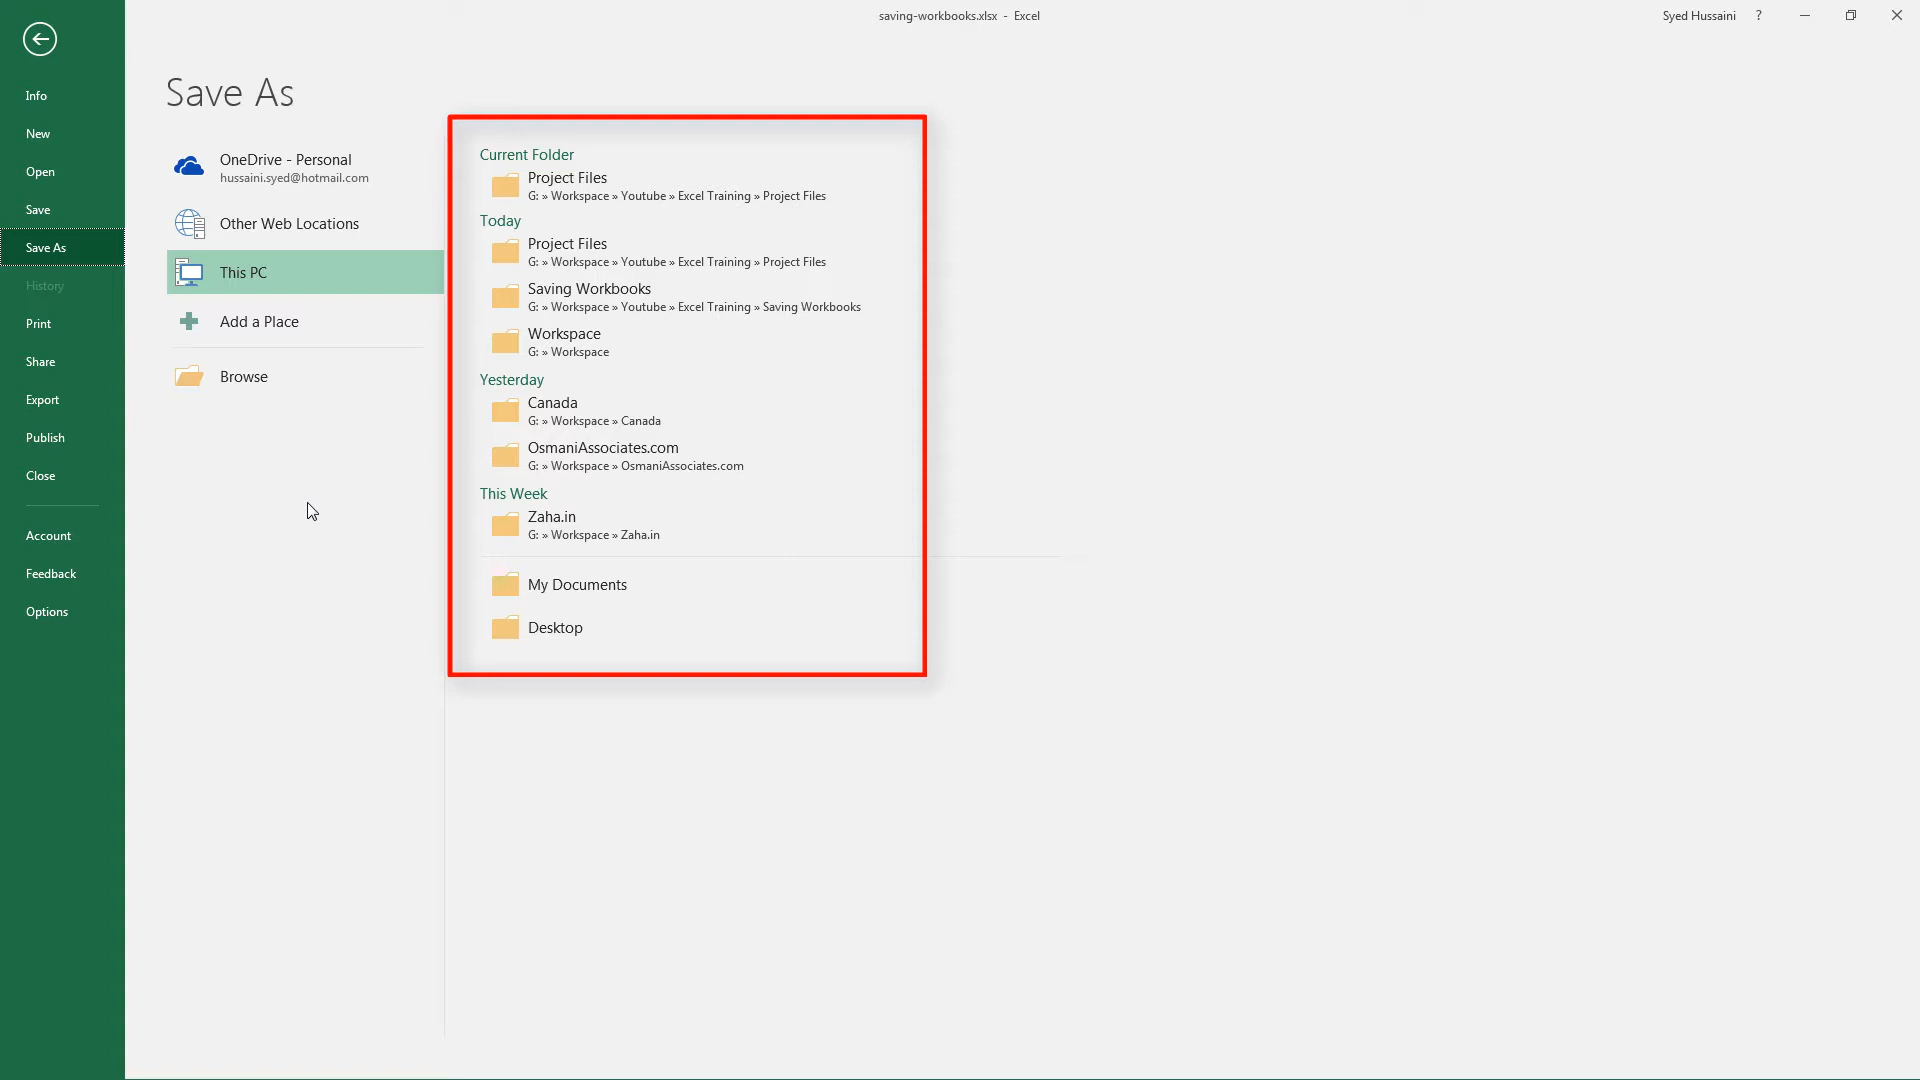 saving-workbooks.xlsx - Excel
Syed Hussaini
?
Info
New
Open
Save
Save As
History
Print
Share
Export
Publish
Close
Account
Feedback
Options
Save As
OneDrive - Personal
hussaini.syed@hotmail.com
Other Web Locations
This PC
Add a Place
Browse
Current Folder
Project Files
G: » Workspace » Youtube » Excel Training » Project Files
Today
Project Files
G: » Workspace » Youtube » Excel Training » Project Files
Saving Workbooks
G: » Workspace » Youtube » Excel Training » Saving Workbooks
Workspace
G: » Workspace
Yesterday
Canada
G: » Workspace » Canada
OsmaniAssociates.com
G: » Workspace » OsmaniAssociates.com
This Week
Zaha.in
G: » Workspace » Zaha.in
My Documents
Desktop